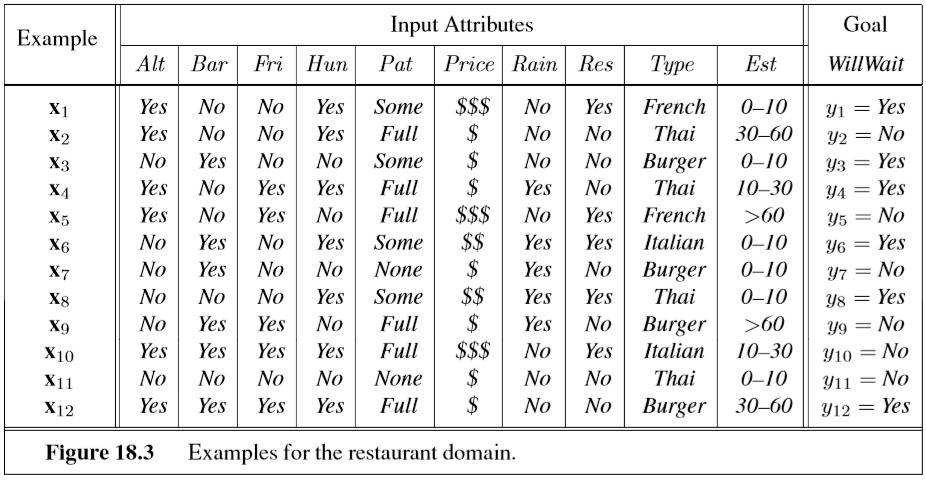 Example Input Attributes Goal
Alt Bar Fri Hun Pat Price Rain Res Type Est WillWait
x1 Yes No No Yes Some $$$ No Yes French 0–10 y1 = Yes
x2 Yes No No Yes Full $ No No Thai 30–60 y2 = No
x3 No Yes No No Some $ No No Burger 0–10 y3 = Yes
x4 Yes No Yes Yes Full $ Yes No Thai 10–30 y4 = Yes
x5 Yes No Yes No Full $$$ No Yes French >60 y5 = No
x6 No Yes No Yes Some $$ Yes Yes Italian 0–10 y6 = Yes
x7 No Yes No No None $ Yes No Burger 0–10 y7 = No
x8 No No No Yes Some $$ Yes Yes Thai 0–10 y8 = Yes
x9 No Yes Yes No Full $ Yes No Burger >60 y9 = No
x10 Yes Yes Yes Yes Full $$$ No Yes Italian 10–30 y10 = No
x11 No No No No None $ No No Thai 0–10 y11 = No
x12 Yes Yes Yes Yes Full $ No No Burger 30–60 y12 = Yes
Figure 18.3 Examples for the restaurant domain.